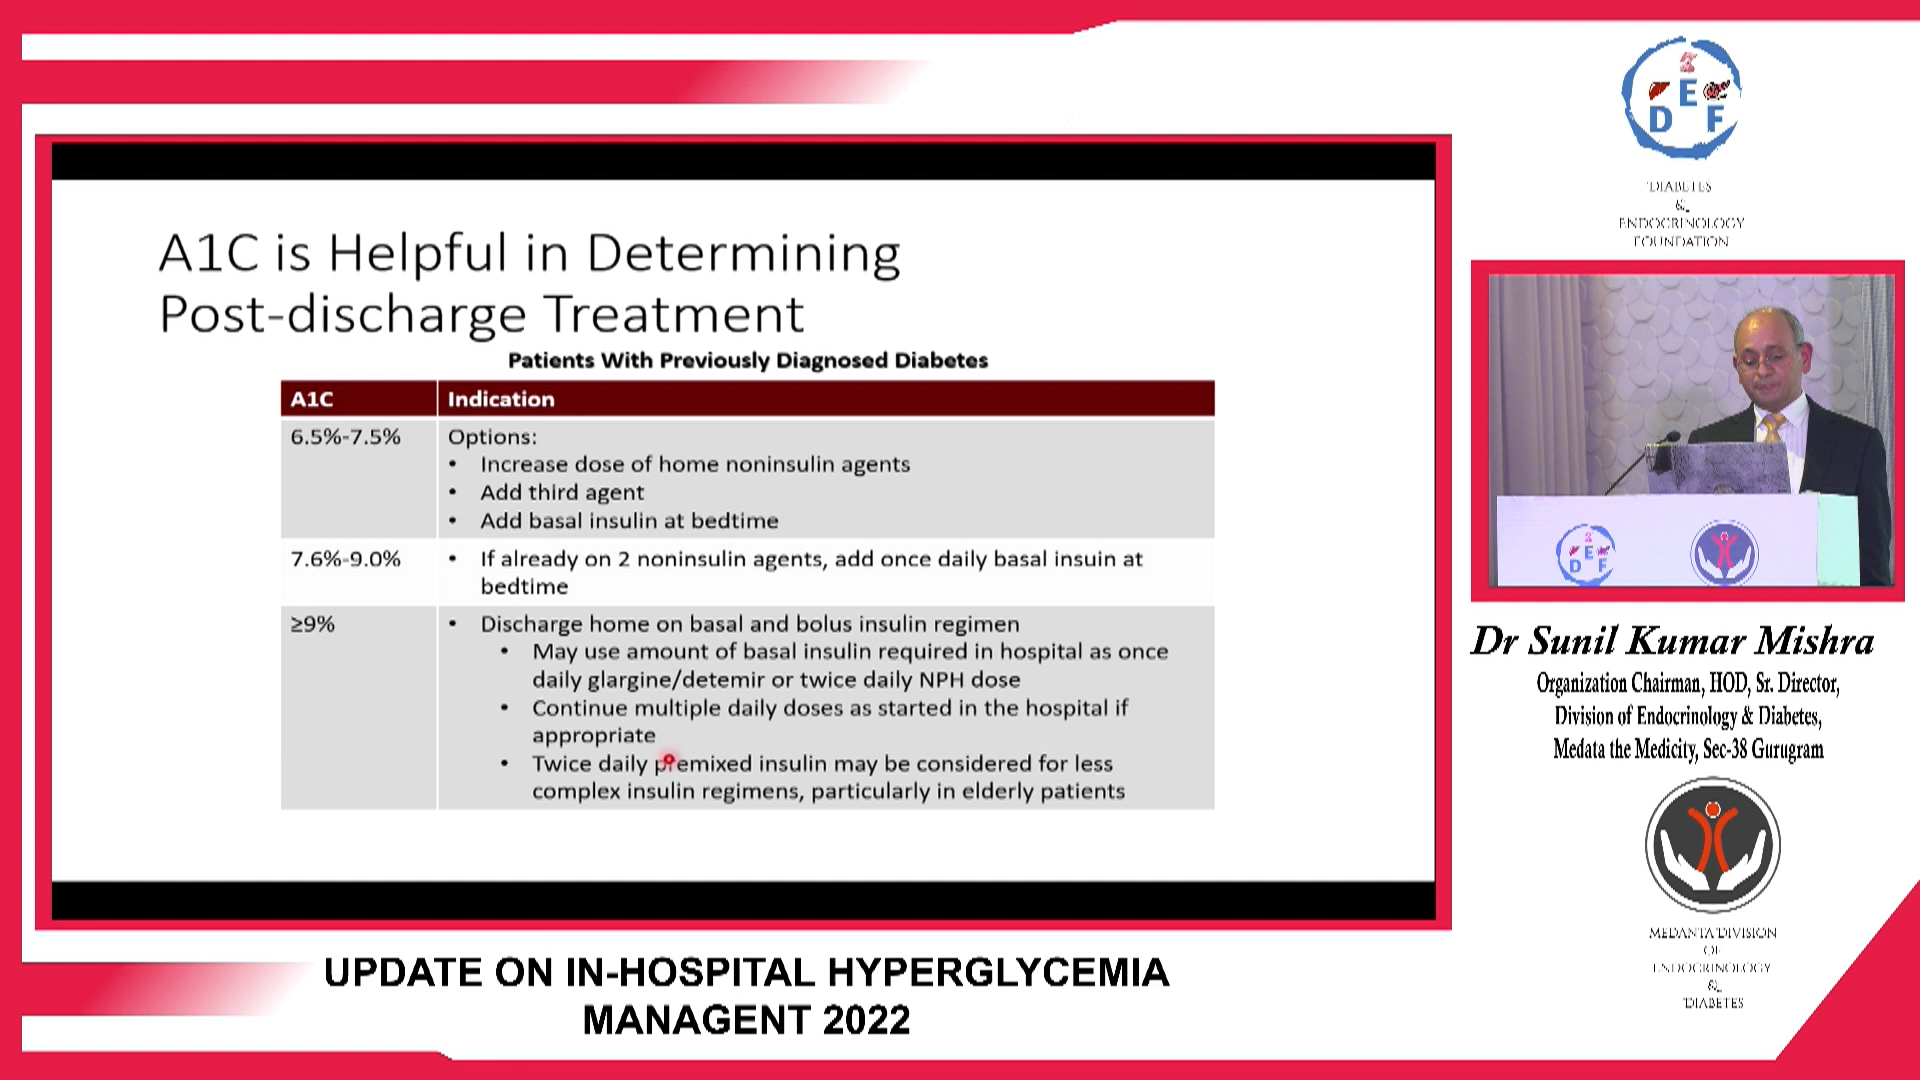 A1C is Helpful in Determining
Post-discharge Treatment
Patients With Previously Diagnosed Diabetes
A1C Indication
6.5%-7.5% Options:
• Increase dose of home noninsulin agents
• Add third agent
• Add basal insulin at bedtime
7.6%-9.0% • If already on 2 noninsulin agents, add once daily basal insuin at
bedtime
≥9% • Discharge home on basal and bolus insulin regimen
• May use amount of basal insulin required in hospital as once
daily glargine/detemir or twice daily NPH dose
• Continue multiple daily doses as started in the hospital if
appropriate
• Twice daily premixed insulin may be considered for less
complex insulin regimens, particularly in elderly patients
UPDATE ON IN-HOSPITAL HYPERGLYCEMIA
MANAGENT 2022
D E F
DIABETES
&
ENDOCRINOLOGY
FOUNDATION
D E F
Dr Sunil Kumar Mishra
Organization Chairman, HOD, Sr. Director,
Division of Endocrinology & Diabetes,
Medata the Medicity, Sec-38 Gurugram
MEDANTA DIVISION
OF
ENDOCRINOLOGY
&
DIABETES